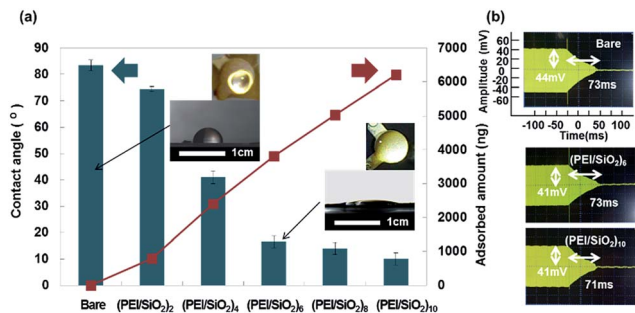 (a)
90
80
70
60
50
40
30
20
10
0
Contact angle ( ° )
7000
6000
5000
4000
3000
2000
1000
0
Adsorbed amount (ng)
1cm
1cm
Bare (PEI/SiO₂)₂ (PEI/SiO₂)₄ (PEI/SiO₂)₆ (PEI/SiO₂)₈ (PEI/SiO₂)₁₀
(b)
Amplitude (mV)
60
40
20
0
-20
-40
-60
Bare
44mV
73ms
-100 -50 0 50 100
Time(ms)
(PEI/SiO₂)₆
41mV
73ms
(PEI/SiO₂)₁₀
41mV
71ms